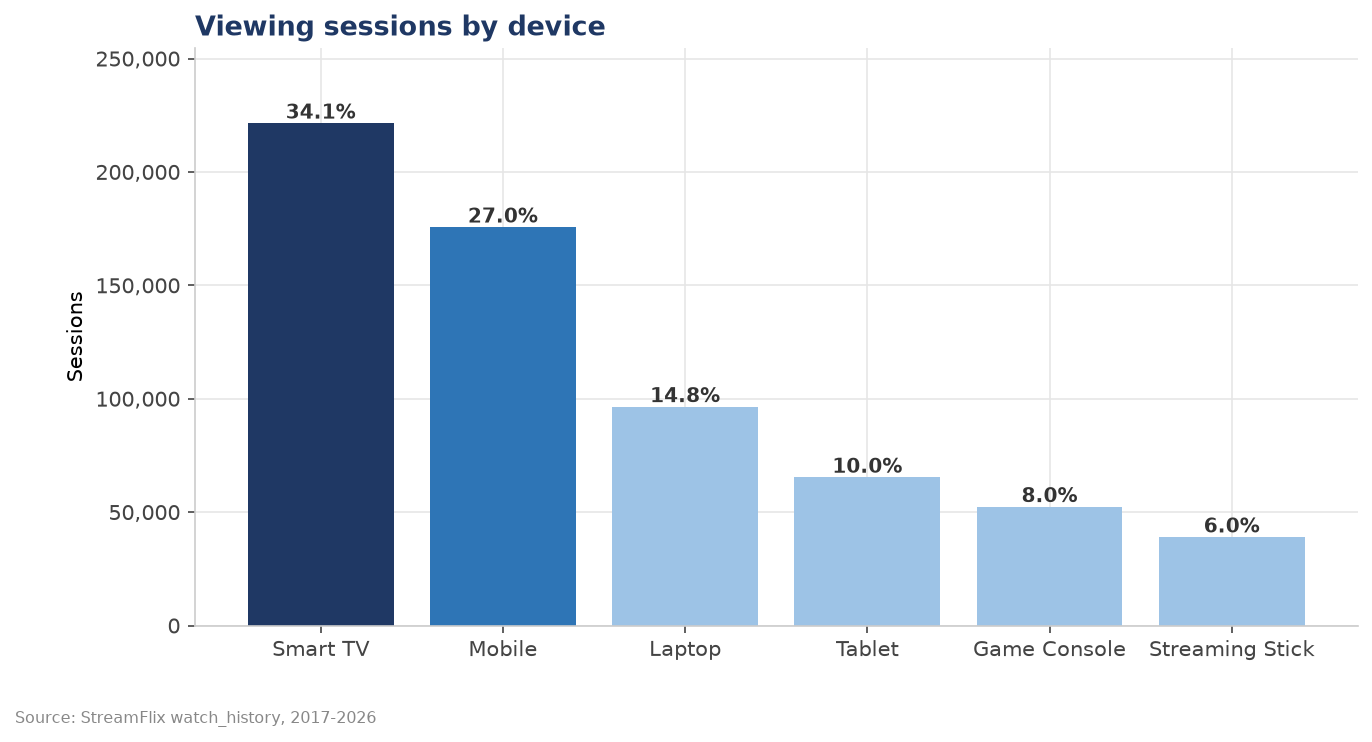 Viewing sessions by device
250,000
200,000
150,000
100,000
50,000
0
Sessions
34.1%
27.0%
14.8%
10.0%
8.0%
6.0%
Smart TV
Mobile
Laptop
Tablet
Game Console
Streaming Stick
Source: StreamFlix watch_history, 2017-2026